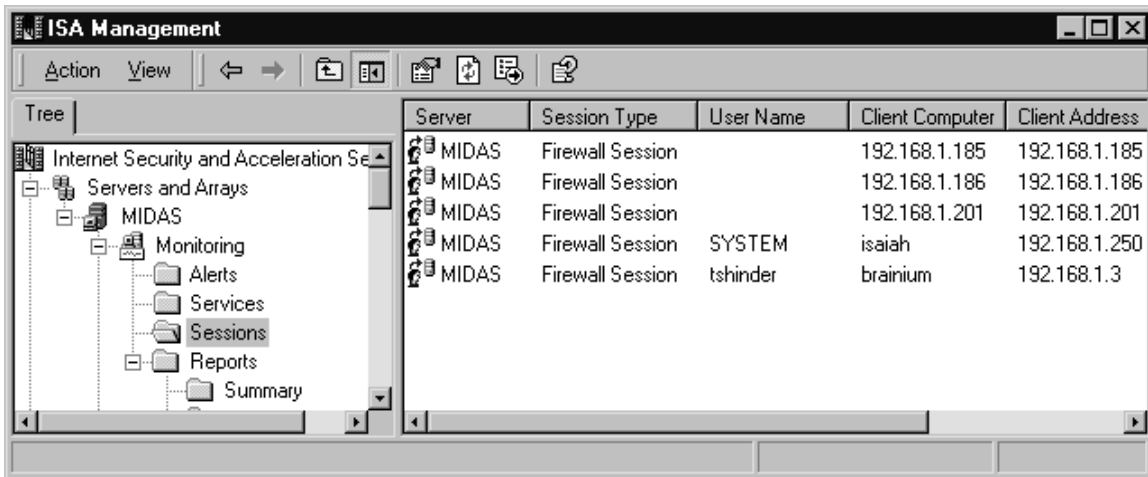 ISA Management
Action View
Tree
Internet Security and Acceleration Se
Servers and Arrays
MIDAS
Monitoring
Alerts
Services
Sessions
Reports
Summary
Server Session Type User Name Client Computer Client Address
MIDAS Firewall Session 192.168.1.185 192.168.1.185
MIDAS Firewall Session 192.168.1.186 192.168.1.186
MIDAS Firewall Session 192.168.1.201 192.168.1.201
MIDAS Firewall Session SYSTEM isaiah 192.168.1.250
MIDAS Firewall Session tshinder brainium 192.168.1.3